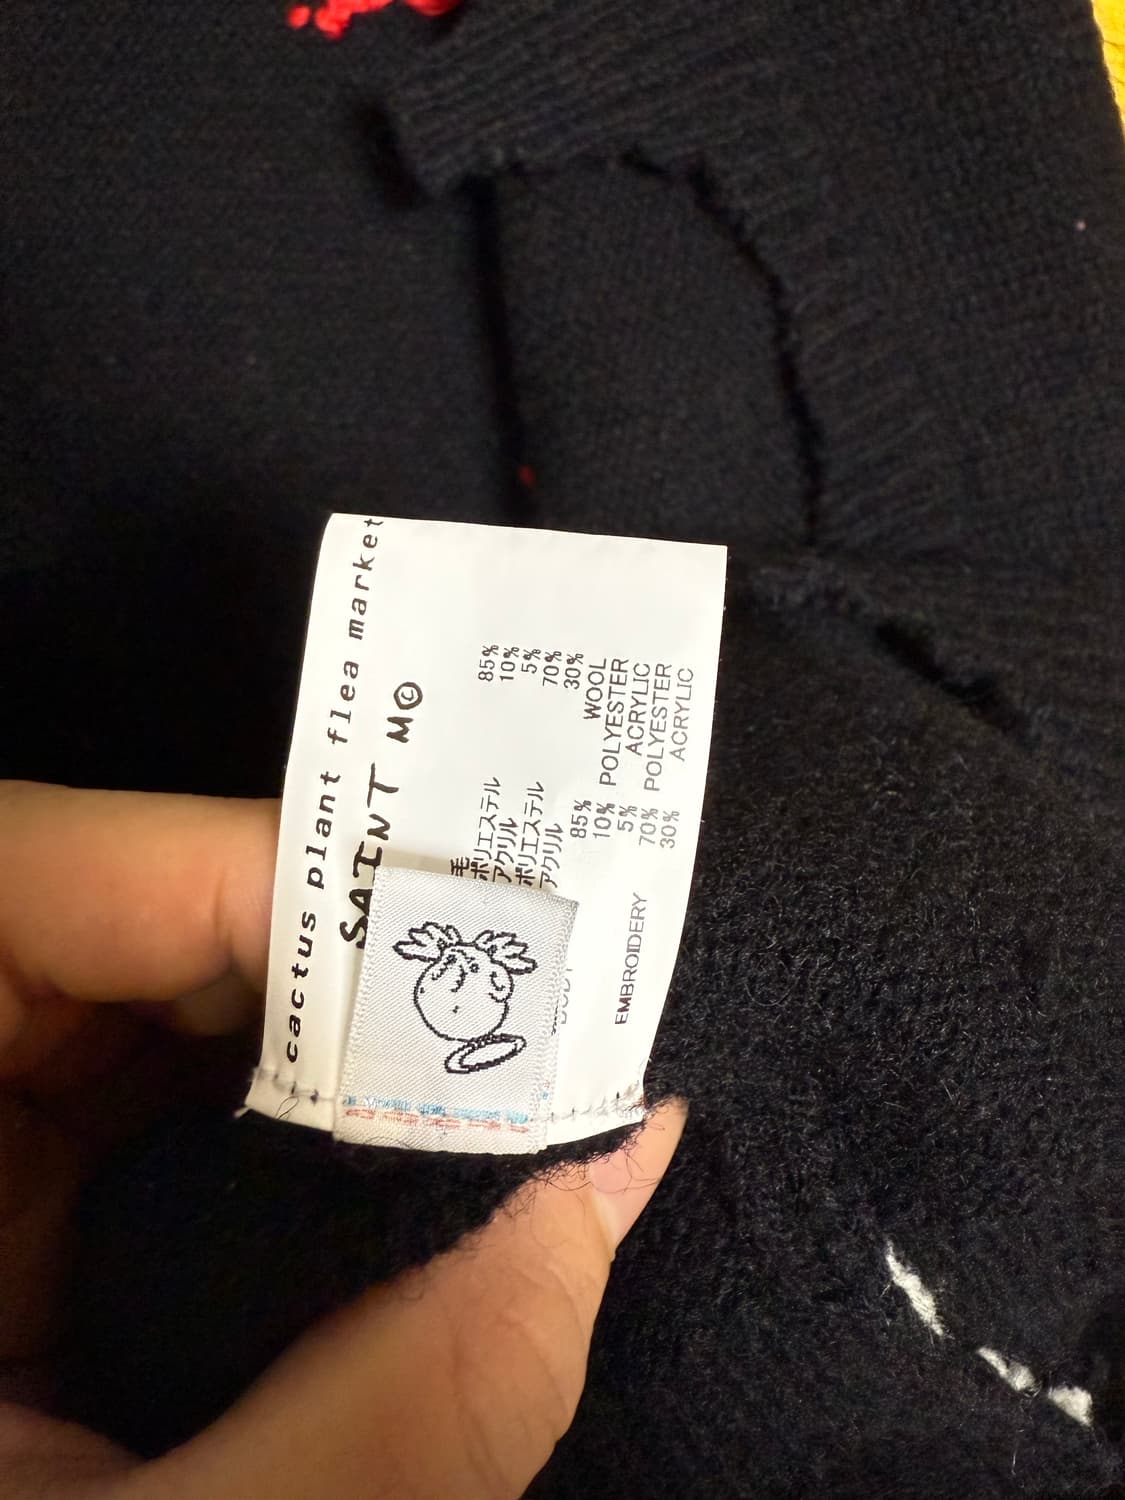 cactus plant flea market
SAINT M©
毛 85%
ポリエステル 10%
アクリル 5%
ポリエステル 70%
アクリル 30%
85% WOOL
10% POLYESTER
5% ACRYLIC
EMBROIDERY 70% POLYESTER
30% ACRYLIC